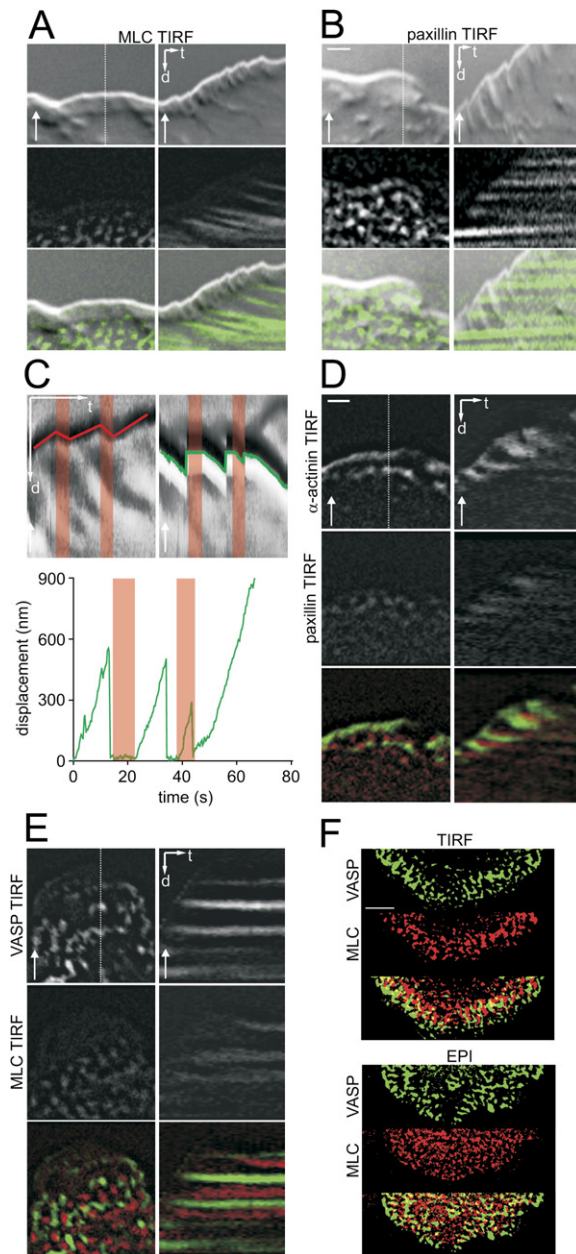 A
MLC TIRF
t
d
B
paxillin TIRF
t
d
C
t
d
displacement (nm)
900
600
300
0
0 20 40 60 80
time (s)
D
α-actinin TIRF
t
d
paxillin TIRF
E
VASP TIRF
t
d
MLC TIRF
F
TIRF
VASP
MLC
EPI
VASP
MLC